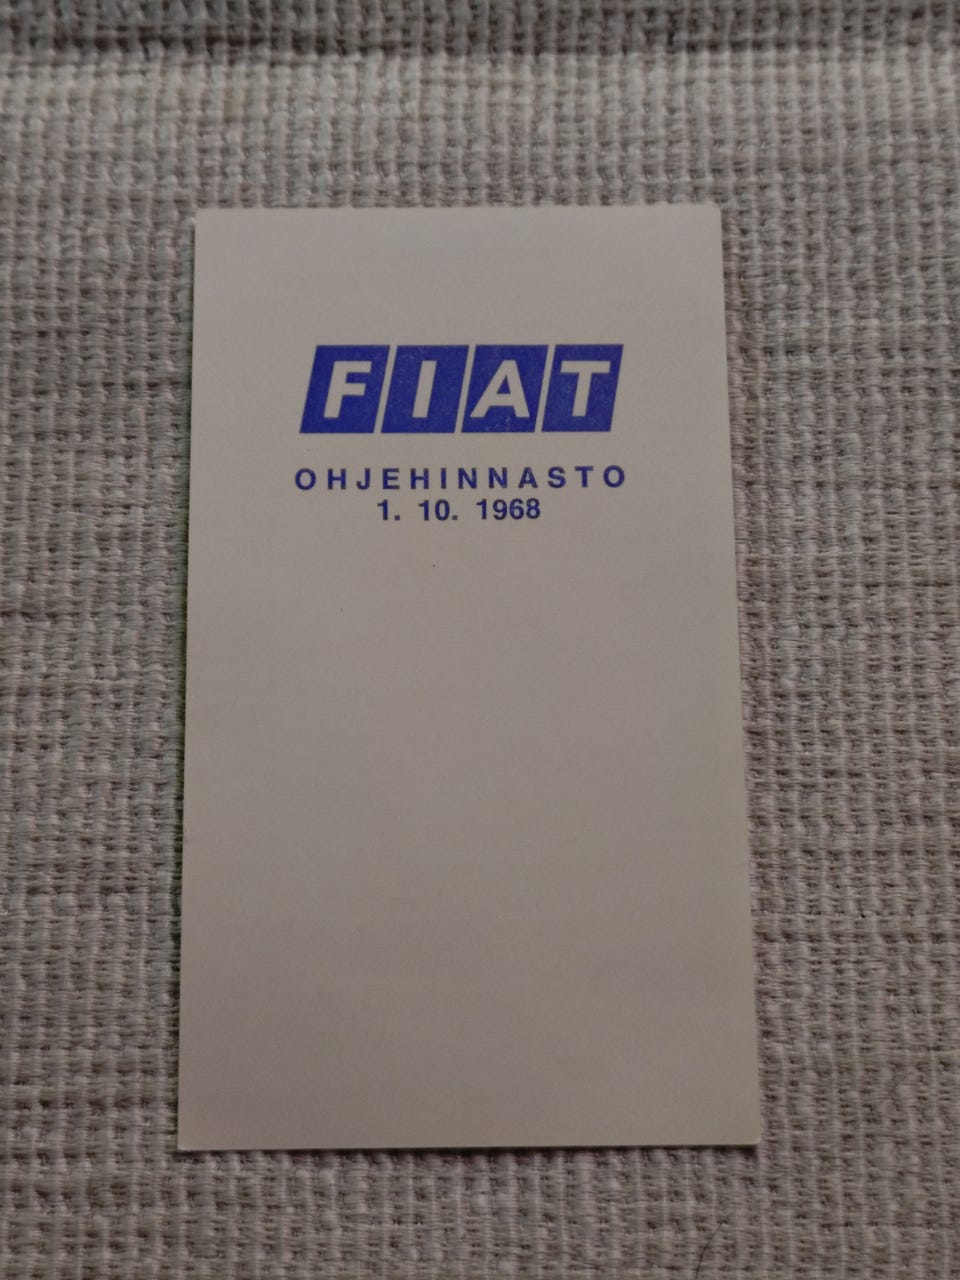 FIAT
OHJEHINNASTO
1. 10. 1968